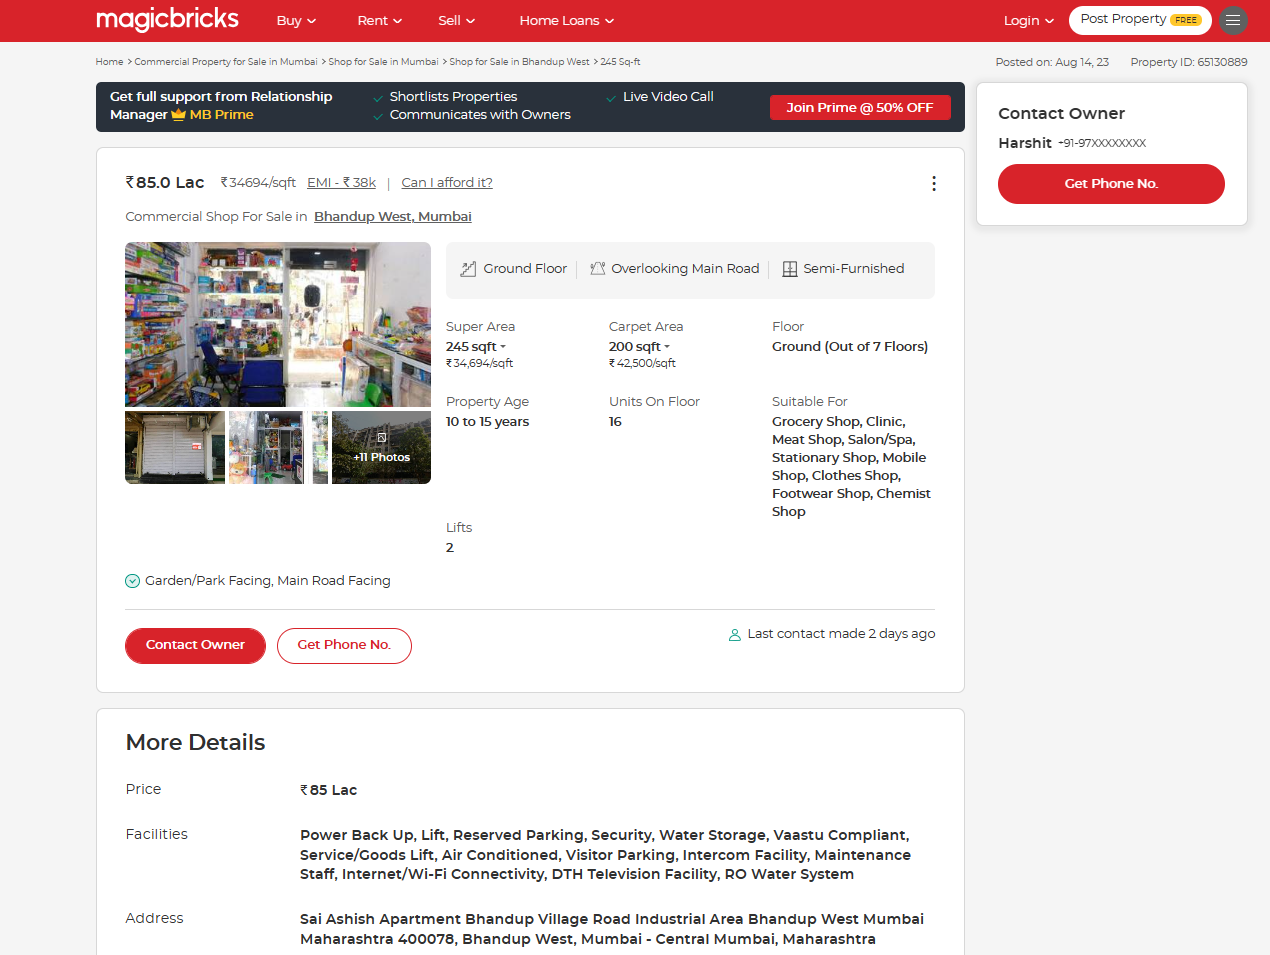 magicbricks
Buy
Rent
Sell
Home Loans
Login
Post Property FREE
Home > Commercial Property for Sale in Mumbai > Shop for Sale in Mumbai > Shop for Sale in Bhandup West > 245 Sq-ft
Posted on: Aug 14, 23 Property ID: 65130889
Get full support from Relationship
Manager MB Prime
Shortlists Properties
Communicates with Owners
Live Video Call
Join Prime @ 50% OFF
Contact Owner
Harshit +91-97XXXXXXXX
Get Phone No.
₹85.0 Lac ₹34694/sqft EMI - ₹38k | Can I afford it?
Commercial Shop For Sale in Bhandup West, Mumbai
+11 Photos
Ground Floor
Overlooking Main Road
Semi-Furnished
Super Area
245 sqft
₹34,694/sqft
Carpet Area
200 sqft
₹42,500/sqft
Floor
Ground (Out of 7 Floors)
Property Age
10 to 15 years
Units On Floor
16
Suitable For
Grocery Shop, Clinic,
Meat Shop, Salon/Spa,
Stationary Shop, Mobile
Shop, Clothes Shop,
Footwear Shop, Chemist
Shop
Lifts
2
Garden/Park Facing, Main Road Facing
Contact Owner
Get Phone No.
Last contact made 2 days ago
More Details
Price
₹85 Lac
Facilities
Power Back Up, Lift, Reserved Parking, Security, Water Storage, Vaastu Compliant,
Service/Goods Lift, Air Conditioned, Visitor Parking, Intercom Facility, Maintenance
Staff, Internet/Wi-Fi Connectivity, DTH Television Facility, RO Water System
Address
Sai Ashish Apartment Bhandup Village Road Industrial Area Bhandup West Mumbai
Maharashtra 400078, Bhandup West, Mumbai - Central Mumbai, Maharashtra